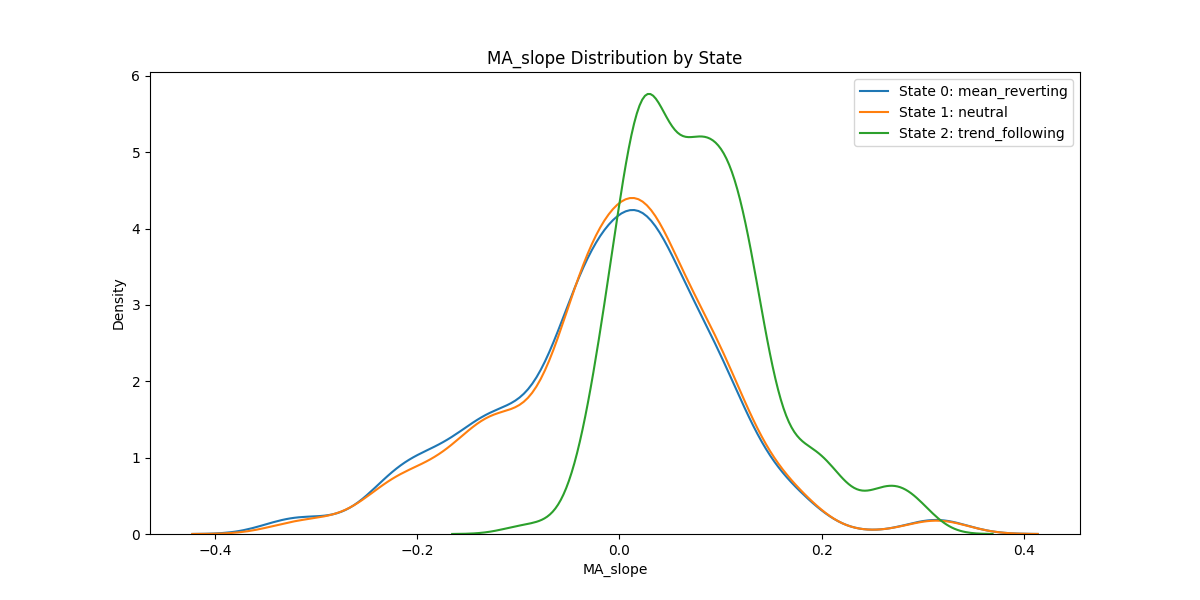 MA_slope Distribution by State
6
5
4
3
2
1
0
Density
State 0: mean_reverting
State 1: neutral
State 2: trend_following
−0.4
−0.2
0.0
0.2
0.4
MA_slope